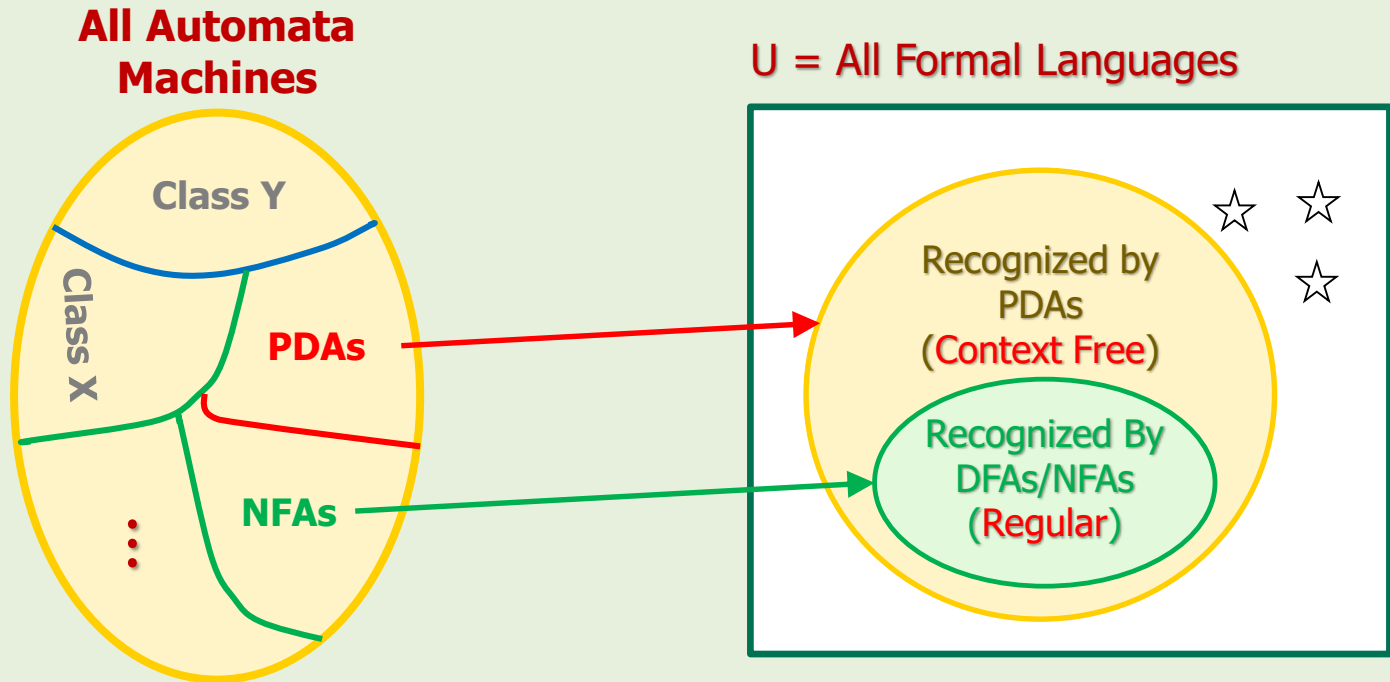 All Automata
Machines
Class Y
Class X
PDAs
NFAs
U = All Formal Languages
Recognized by
PDAs
(Context Free)
Recognized By
DFAs/NFAs
(Regular)